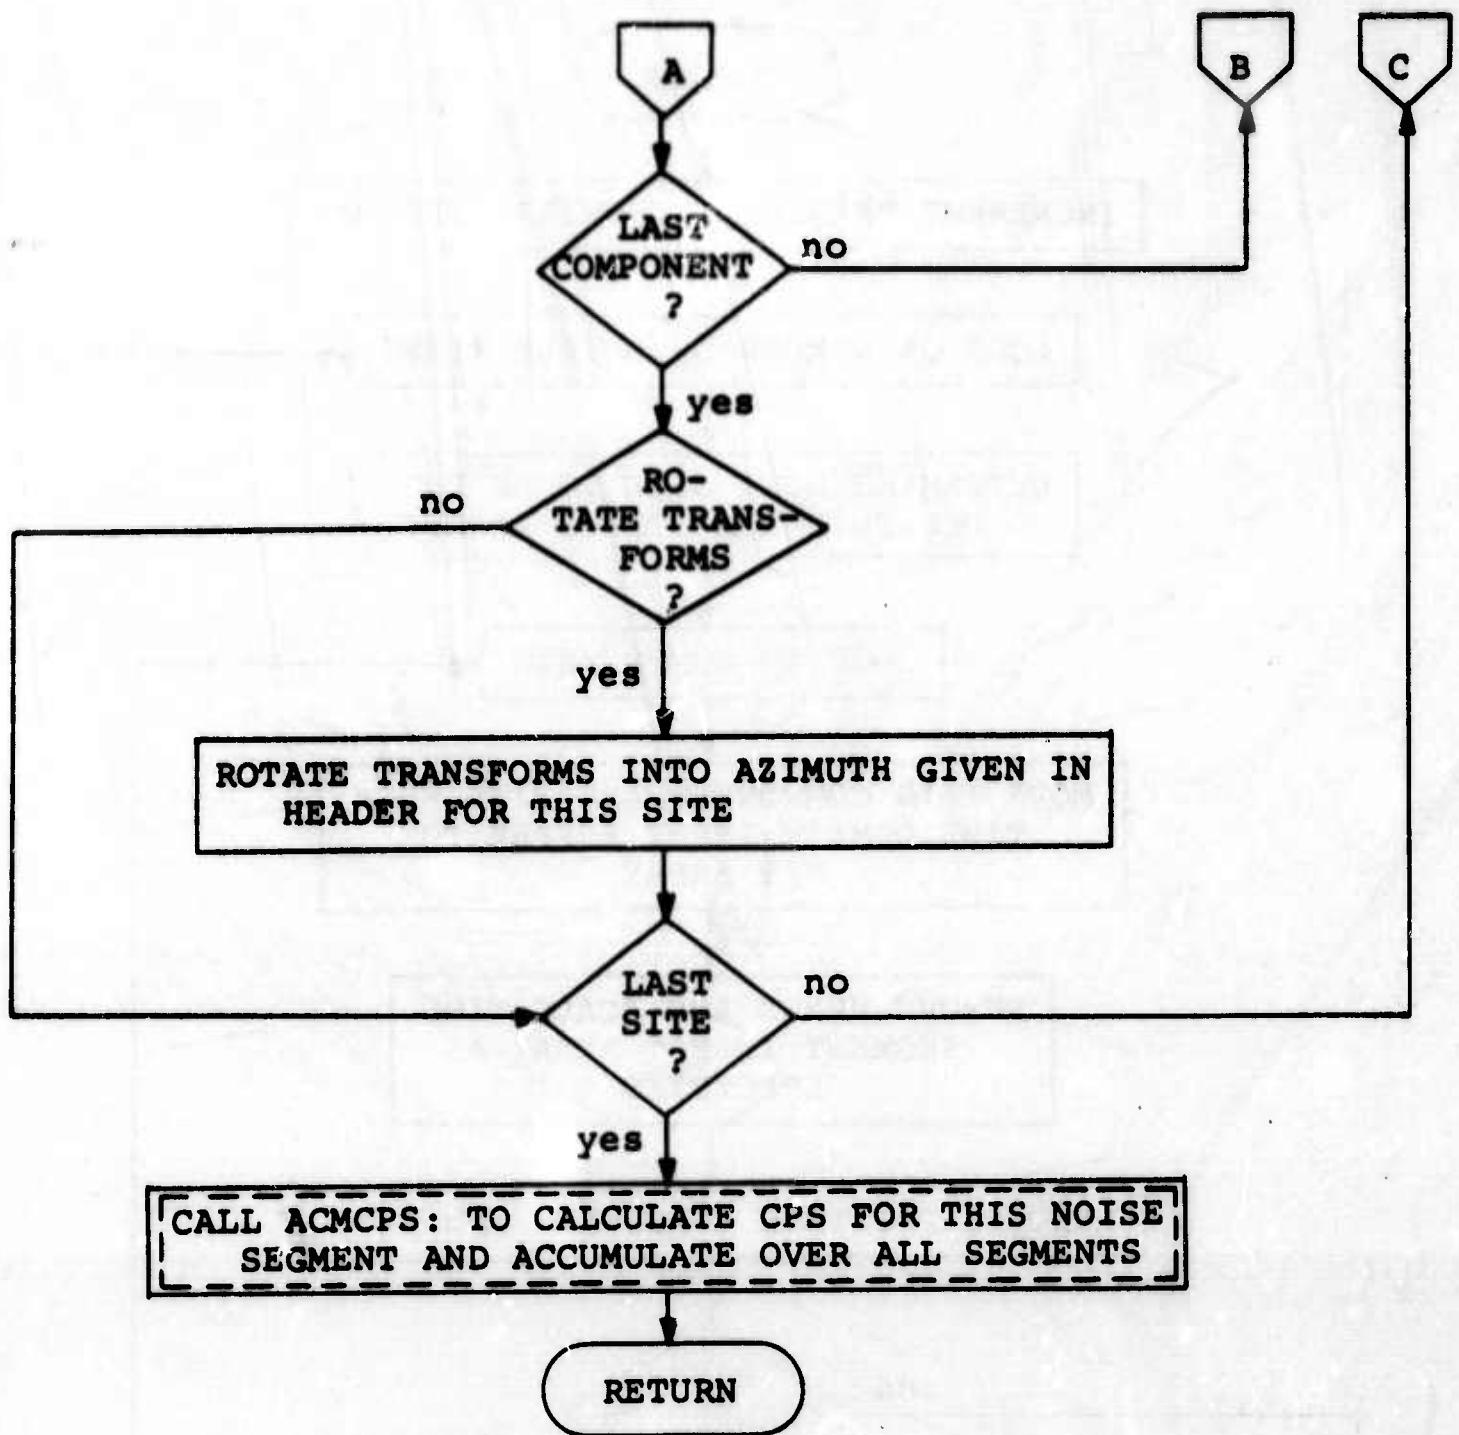 A
B
C
LAST
COMPONENT
?
no
yes
RO-
TATE TRANS-
FORMS
?
no
yes
ROTATE TRANSFORMS INTO AZIMUTH GIVEN IN
HEADER FOR THIS SITE
LAST
SITE
?
no
yes
CALL ACMCPS: TO CALCULATE CPS FOR THIS NOISE
SEGMENT AND ACCUMULATE OVER ALL SEGMENTS
RETURN